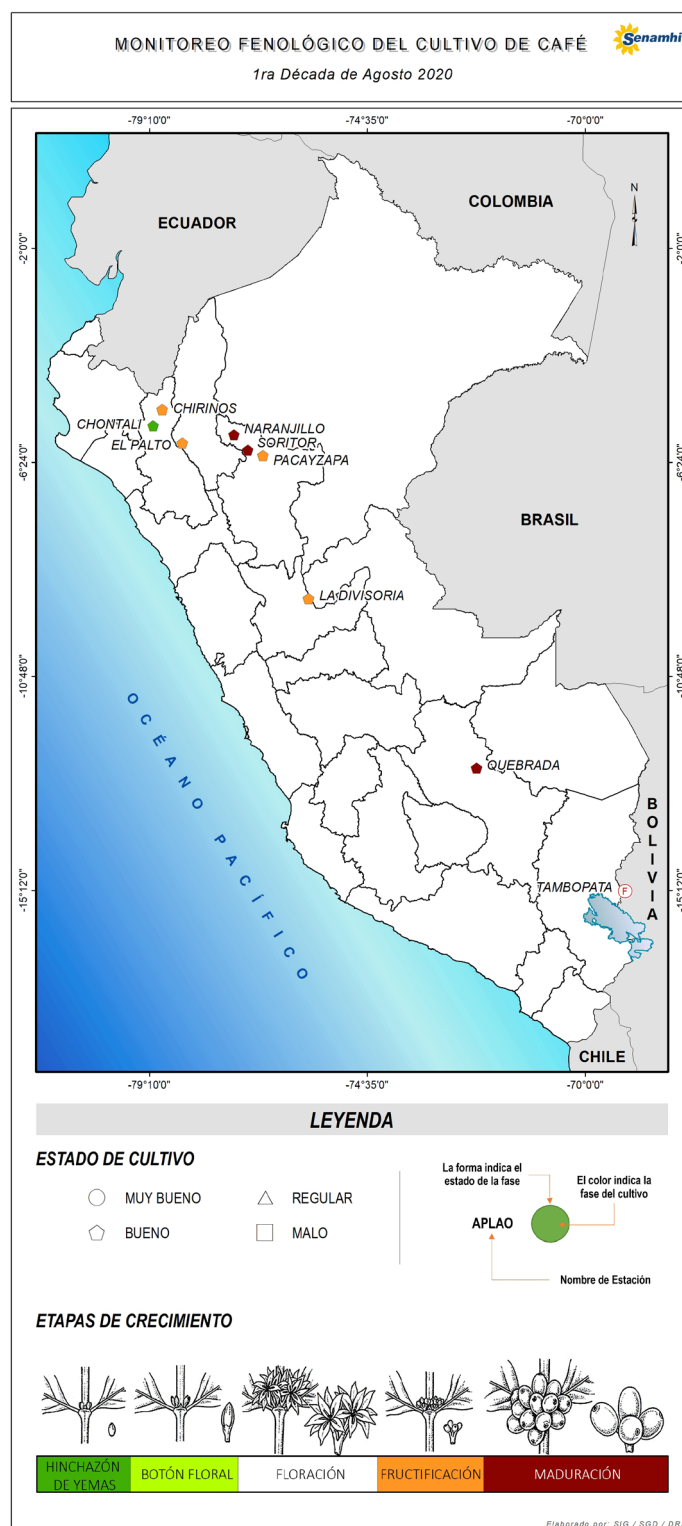 MONITOREO FENOLÓGICO DEL CULTIVO DE CAFÉ
Senamhi
1ra Década de Agosto 2020
-79°10'0"
-74°35'0"
-70°0'0"
COLOMBIA
N
ECUADOR
-2°0'0"
-2°0'0"
CHIRINOS
CHONTALI
NARANJILLO
EL PALTO
SORITOR
PACAYZAPA
-6°24'0"
-6°24'0"
BRASIL
LA DIVISORIA
-10°48'0"
-10°48'0"
OCÉANO PACÍFICO
QUEBRADA
BOLIVIA
TAMBOPATA
F
-15°12'0"
-15°12'0"
CHILE
-79°10'0"
-74°35'0"
-70°0'0"
LEYENDA
ESTADO DE CULTIVO
MUY BUENO
REGULAR
BUENO
MALO
La forma indica el
estado de la fase
El color indica la
fase del cultivo
APLAO
Nombre de Estación
ETAPAS DE CRECIMIENTO
HINCHAZÓN
DE YEMAS
BOTÓN FLORAL
FLORACIÓN
FRUCTIFICACIÓN
MADURACIÓN
Elaborado por: SIG / SGD / DR